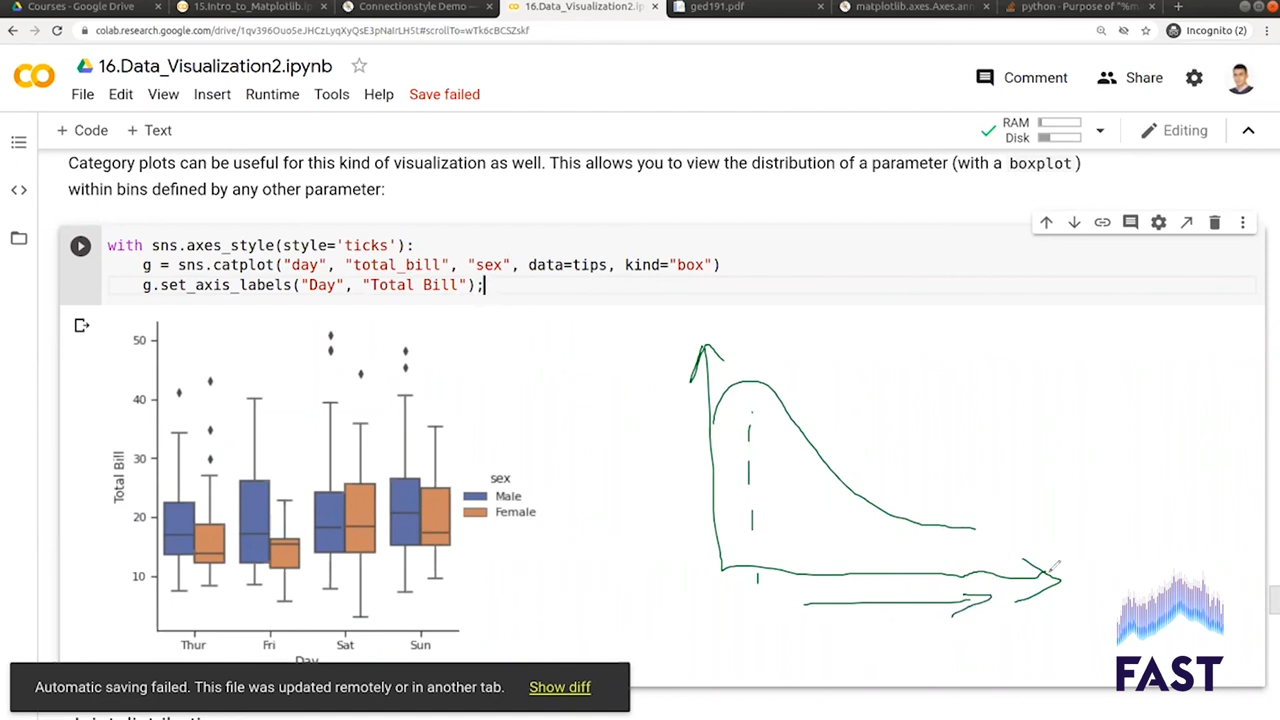 Courses - Google Drive
15.Intro_to_Matplotlib.ip
Connectionstyle Demo —
16.Data_Visualization2.ip
ged191.pdf
matplotlib.axes.Axes.ann
python - Purpose of "%m
colab.research.google.com/drive/1qv396Ouo5eJHCzLyqXyQsE3pNaIrLH5t#scrollTo=wTk6cBCSZskf
Incognito (2)
16.Data_Visualization2.ipynb
File Edit View Insert Runtime Tools Help Save failed
Comment
Share
+ Code + Text
RAM
Disk
Editing
Category plots can be useful for this kind of visualization as well. This allows you to view the distribution of a parameter (with a boxplot)
within bins defined by any other parameter:
with sns.axes_style(style='ticks'):
g = sns.catplot("day", "total_bill", "sex", data=tips, kind="box")
g.set_axis_labels("Day", "Total Bill");
50
40
30
20
10
Total Bill
Thur Fri Sat Sun
Day
sex
Male
Female
FAST
Automatic saving failed. This file was updated remotely or in another tab. Show diff